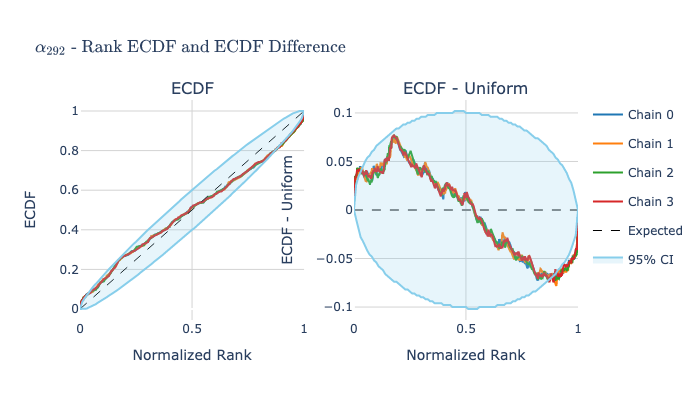 α₂₉₂ - Rank ECDF and ECDF Difference
ECDF
ECDF
1
0.8
0.6
0.4
0.2
0
0
0.5
1
Normalized Rank
ECDF - Uniform
ECDF - Uniform
0.1
0.05
0
−0.05
−0.1
0
0.5
1
Normalized Rank
Chain 0
Chain 1
Chain 2
Chain 3
Expected
95% CI